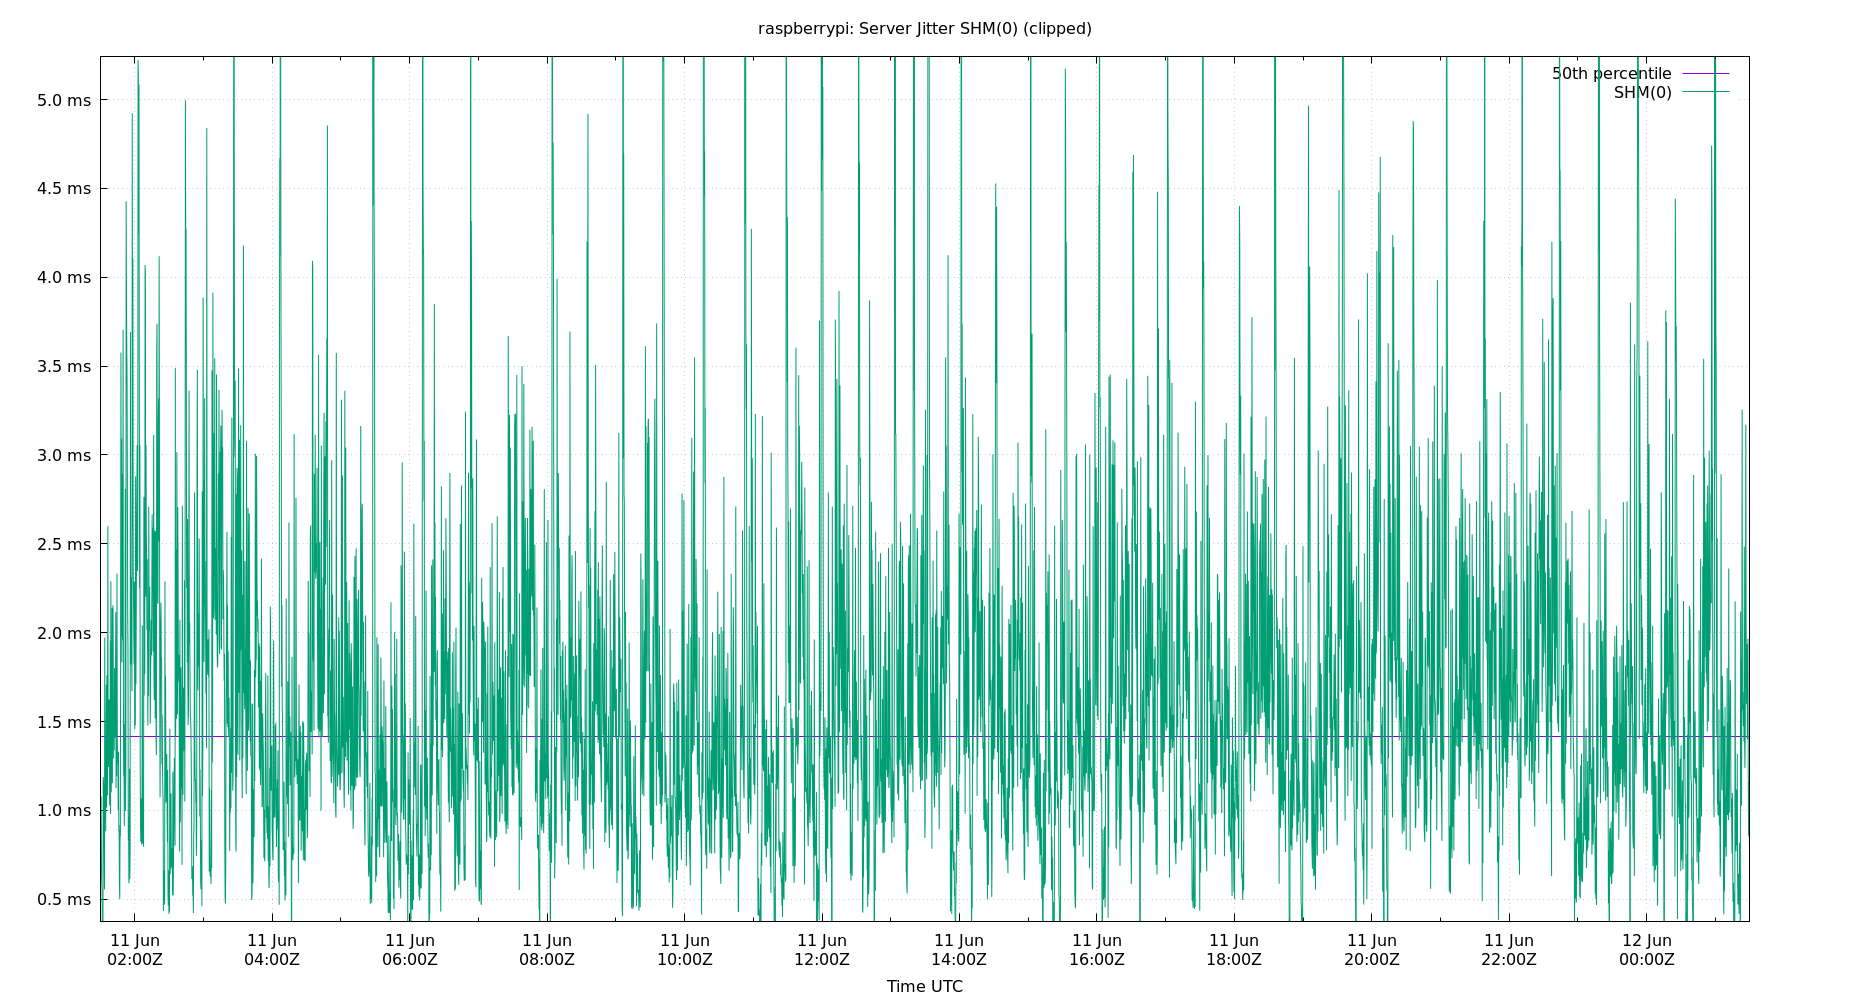 raspberrypi: Server Jitter SHM(0) (clipped)
50th percentile
SHM(0)
5.0 ms
4.5 ms
4.0 ms
3.5 ms
3.0 ms
2.5 ms
2.0 ms
1.5 ms
1.0 ms
0.5 ms
11 Jun 11 Jun 11 Jun 11 Jun 11 Jun 11 Jun 11 Jun 11 Jun 11 Jun 11 Jun 11 Jun 12 Jun
02:00Z 04:00Z 06:00Z 08:00Z 10:00Z 12:00Z 14:00Z 16:00Z 18:00Z 20:00Z 22:00Z 00:00Z
Time UTC